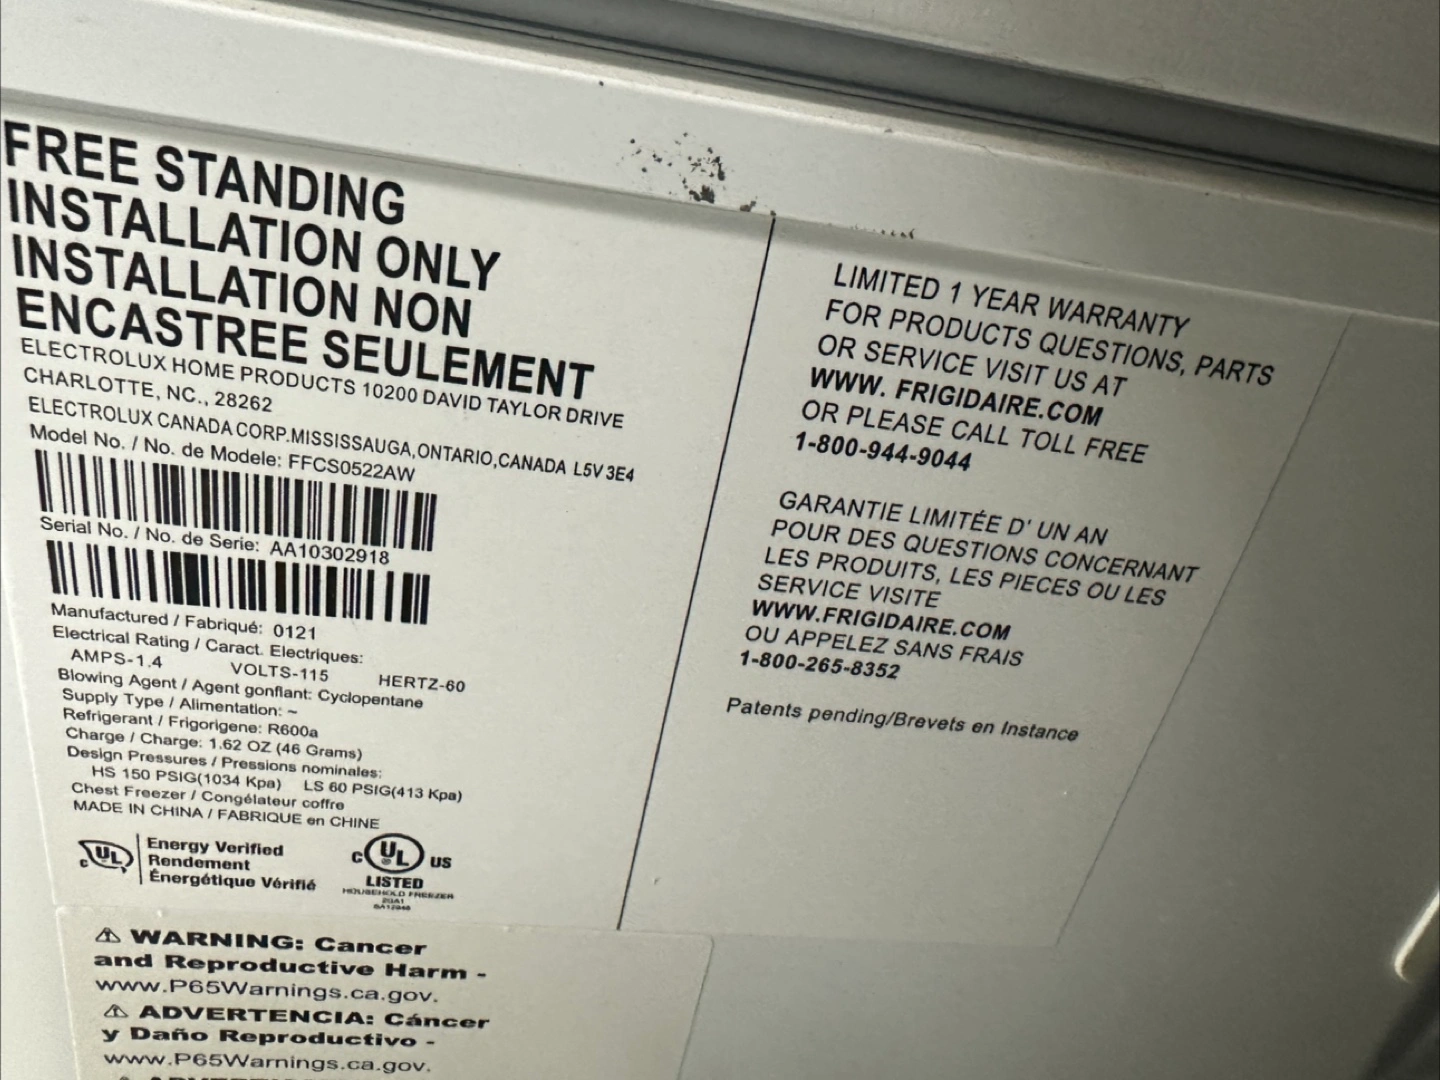 FREE STANDING
INSTALLATION ONLY
INSTALLATION NON
ENCASTREE SEULEMENT
ELECTROLUX HOME PRODUCTS 10200 DAVID TAYLOR DRIVE
CHARLOTTE, NC., 28262
ELECTROLUX CANADA CORP.MISSISSAUGA,ONTARIO,CANADA L5V 3E4
Model No. / No. de Modele: FFCS0522AW
Serial No. / No. de Serie: AA10302918
Manufactured / Fabriqué: 0121
Electrical Rating / Caract. Electriques:
AMPS-1.4 VOLTS-115 HERTZ-60
Blowing Agent / Agent gonflant: Cyclopentane
Supply Type / Alimentation: ~
Refrigerant / Frigorigene: R600a
Charge / Charge: 1.62 OZ (46 Grams)
Design Pressures / Pressions nominales:
HS 150 PSIG(1034 Kpa) LS 60 PSIG(413 Kpa)
Chest Freezer / Congélateur coffre
MADE IN CHINA / FABRIQUE en CHINE
c UL
Energy Verified
Rendement
Énergétique Vérifié
c UL ® US
LISTED
HOUSEHOLD FREEZER
20A1
SA12946
LIMITED 1 YEAR WARRANTY
FOR PRODUCTS QUESTIONS, PARTS
OR SERVICE VISIT US AT
WWW. FRIGIDAIRE.COM
OR PLEASE CALL TOLL FREE
1-800-944-9044
GARANTIE LIMITÉE D' UN AN
POUR DES QUESTIONS CONCERNANT
LES PRODUITS, LES PIECES OU LES
SERVICE VISITE
WWW.FRIGIDAIRE.COM
OU APPELEZ SANS FRAIS
1-800-265-8352
Patents pending/Brevets en Instance
⚠ WARNING: Cancer
and Reproductive Harm -
www.P65Warnings.ca.gov.
⚠ ADVERTENCIA: Cáncer
y Daño Reproductivo -
www.P65Warnings.ca.gov.